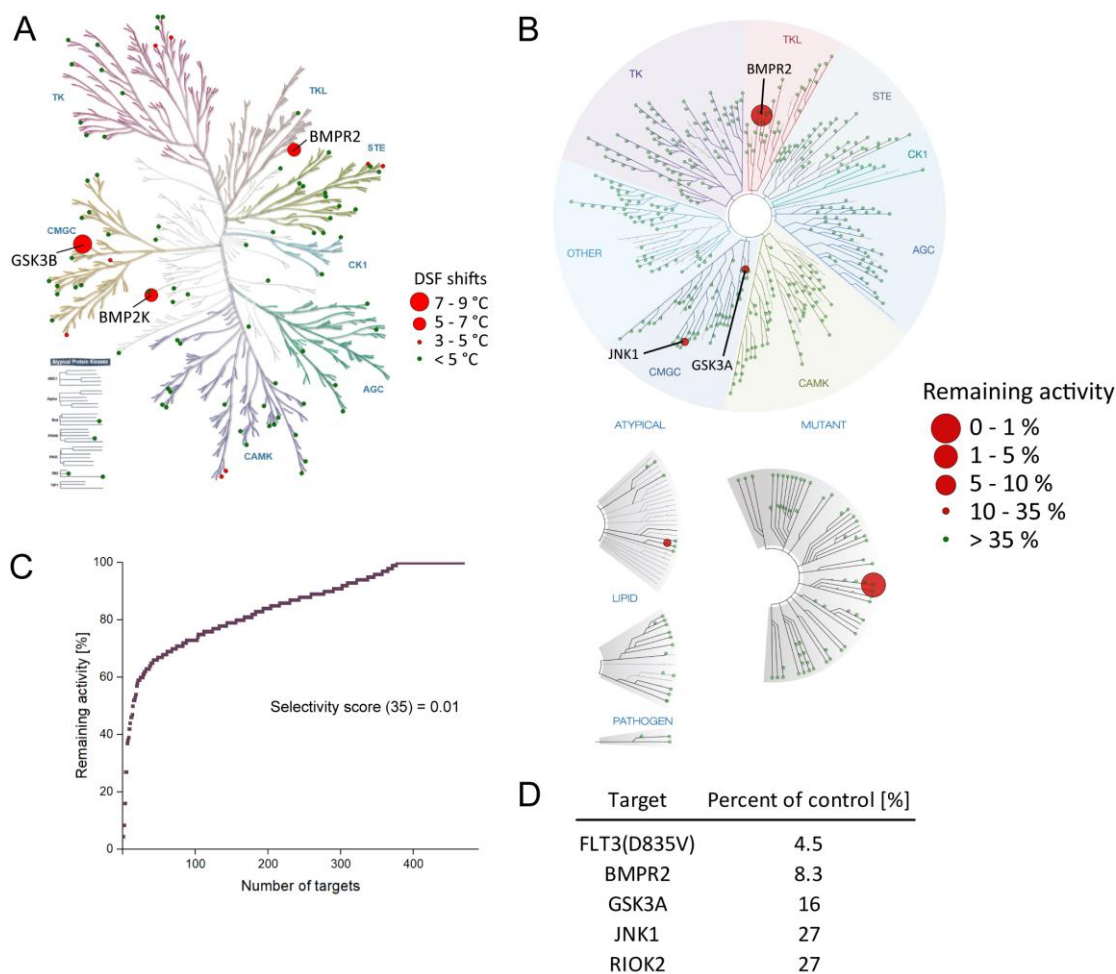 A
TK
TKL
BMPR2
STE
CMGC
GSK3B
CK1
BMP2K
DSF shifts
7 - 9 °C
5 - 7 °C
3 - 5 °C
< 5 °C
Atypical Protein Kinases
AGC
CAMK
B
TKL
BMPR2
TK
STE
CK1
OTHER
AGC
JNK1
GSK3A
CMGC
CAMK
ATYPICAL
MUTANT
LIPID
PATHOGEN
Remaining activity
0 - 1 %
1 - 5 %
5 - 10 %
10 - 35 %
> 35 %
C
Remaining activity [%]
100
80
60
40
20
0
Selectivity score (35) = 0.01
100
200
300
400
Number of targets
D
Target Percent of control [%]
FLT3(D835V) 4.5
BMPR2 8.3
GSK3A 16
JNK1 27
RIOK2 27